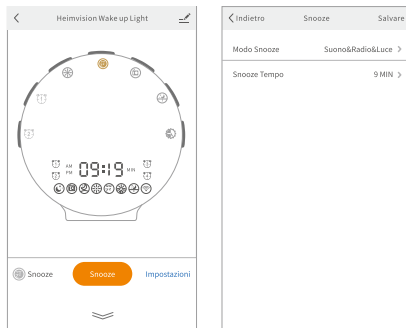 Heimvision Wake up Light
AM
PM
09:19 MIN
Snooze
Snooze
Impostazioni
Indietro
Snooze
Salvare
Modo Snooze
Suono&Radio&Luce
Snooze Tempo
9 MIN